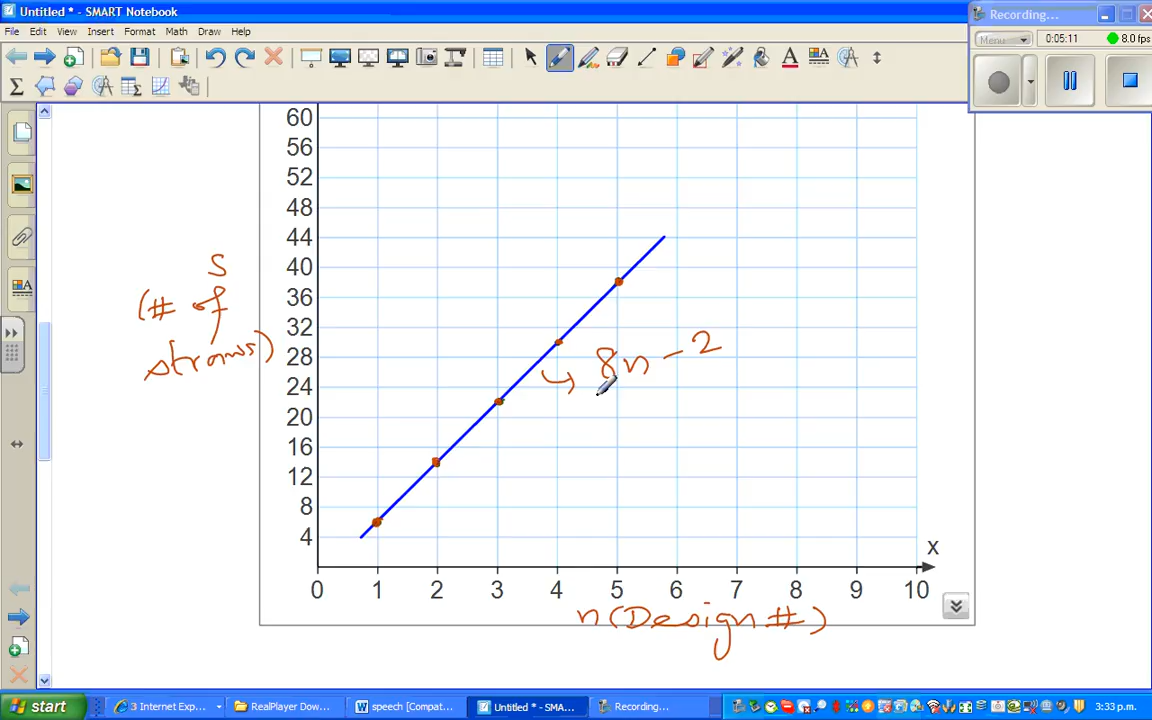 Untitled * - SMART Notebook
Recording...
File Edit View Insert Format Math Draw Help
Menu
0:05:11
8.0 fps
60
56
52
48
44
40
36
32
28
24
20
16
12
8
4
S
(# of
straws)
8n - 2
x
0 1 2 3 4 5 6 7 8 9 10
n (Design #)
start
3 Internet Exp...
RealPlayer Dow...
speech [Compat...
Untitled * - SMA...
Recording...
3:33 p.m.